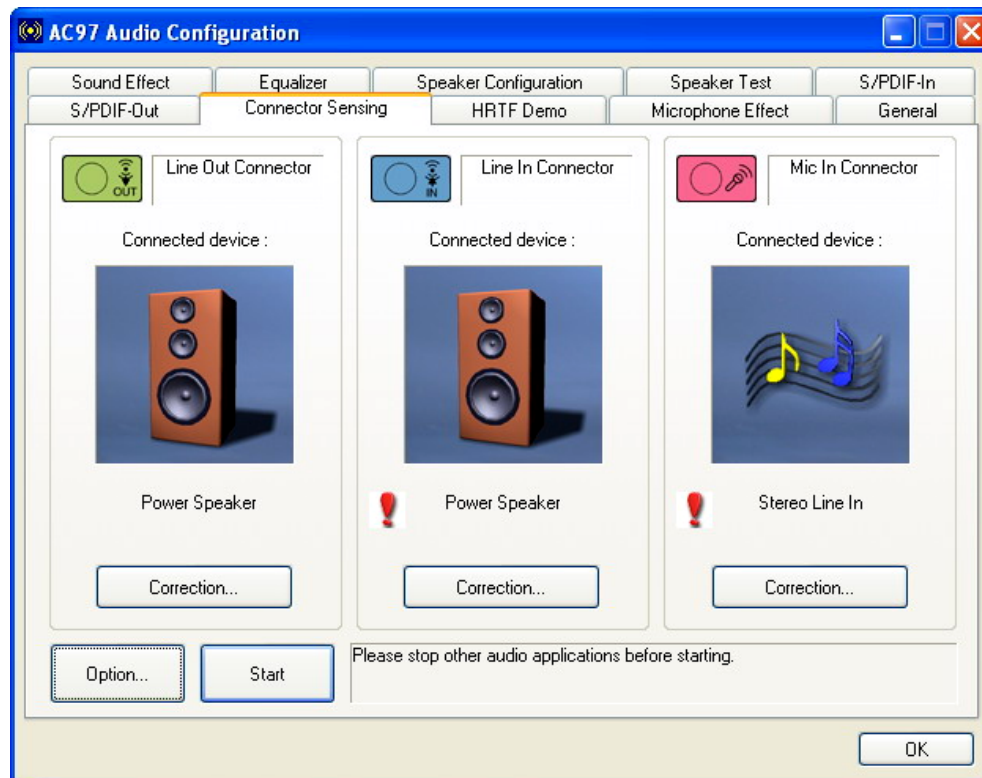 AC97 Audio Configuration
Sound Effect
Equalizer
Speaker Configuration
Speaker Test
S/PDIF-In
S/PDIF-Out
Connector Sensing
HRTF Demo
Microphone Effect
General
OUT
Line Out Connector
IN
Line In Connector
Mic In Connector
Connected device :
Connected device :
Connected device :
Power Speaker
Power Speaker
Stereo Line In
Correction...
Correction...
Correction...
Option...
Start
Please stop other audio applications before starting.
OK